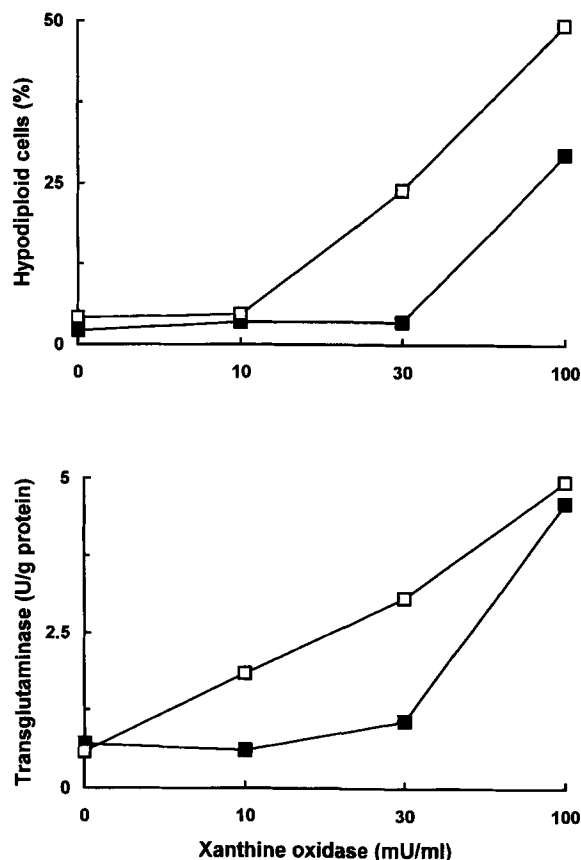 Hypodiploid cells (%)
50
25
0
0 10 30 100
Transglutaminase (U/g protein)
5
2.5
0
0 10 30 100
Xanthine oxidase (mU/ml)